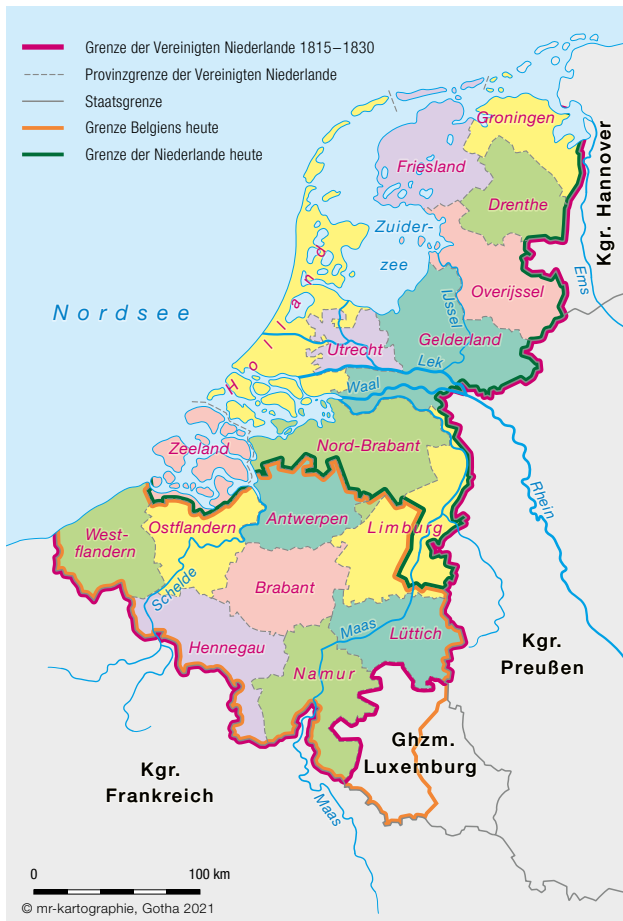 Grenze der Vereinigten Niederlande 1815–1830
Provinzgrenze der Vereinigten Niederlande
Staatsgrenze
Grenze Belgiens heute
Grenze der Niederlande heute
Groningen
Friesland
Drenthe
Kgr. Hannover
Zuider-
zee
Ems
Nordsee
Holland
IJssel
Overijssel
Utrecht
Gelderland
Lek
Waal
Zeeland
Nord-Brabant
Rhein
West-
flandern
Ostflandern
Antwerpen
Limburg
Schelde
Brabant
Maas
Hennegau
Lüttich
Namur
Kgr.
Preußen
Ghzm.
Luxemburg
Kgr.
Frankreich
Maas
0
100 km
© mr-kartographie, Gotha 2021